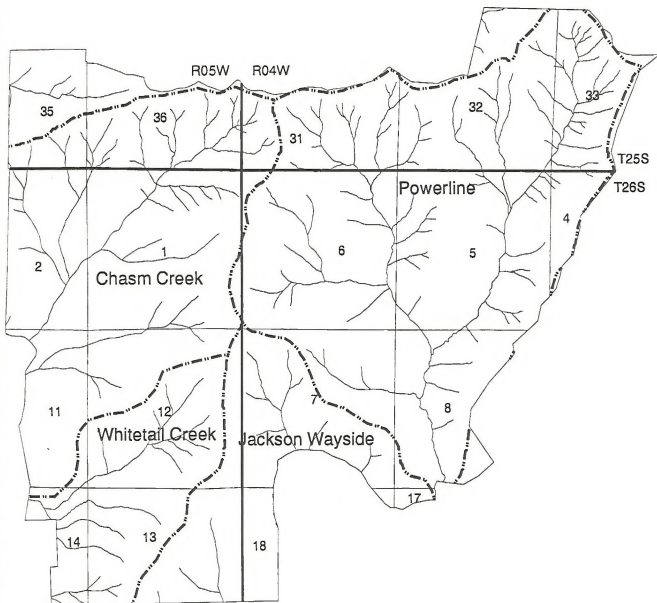 R05W R04W
35
36
31
32
33
T25S
T26S
Powerline
2
1
6
5
4
Chasm Creek
11
12
7
8
Whitetail Creek
Jackson Wayside
14
13
18
17